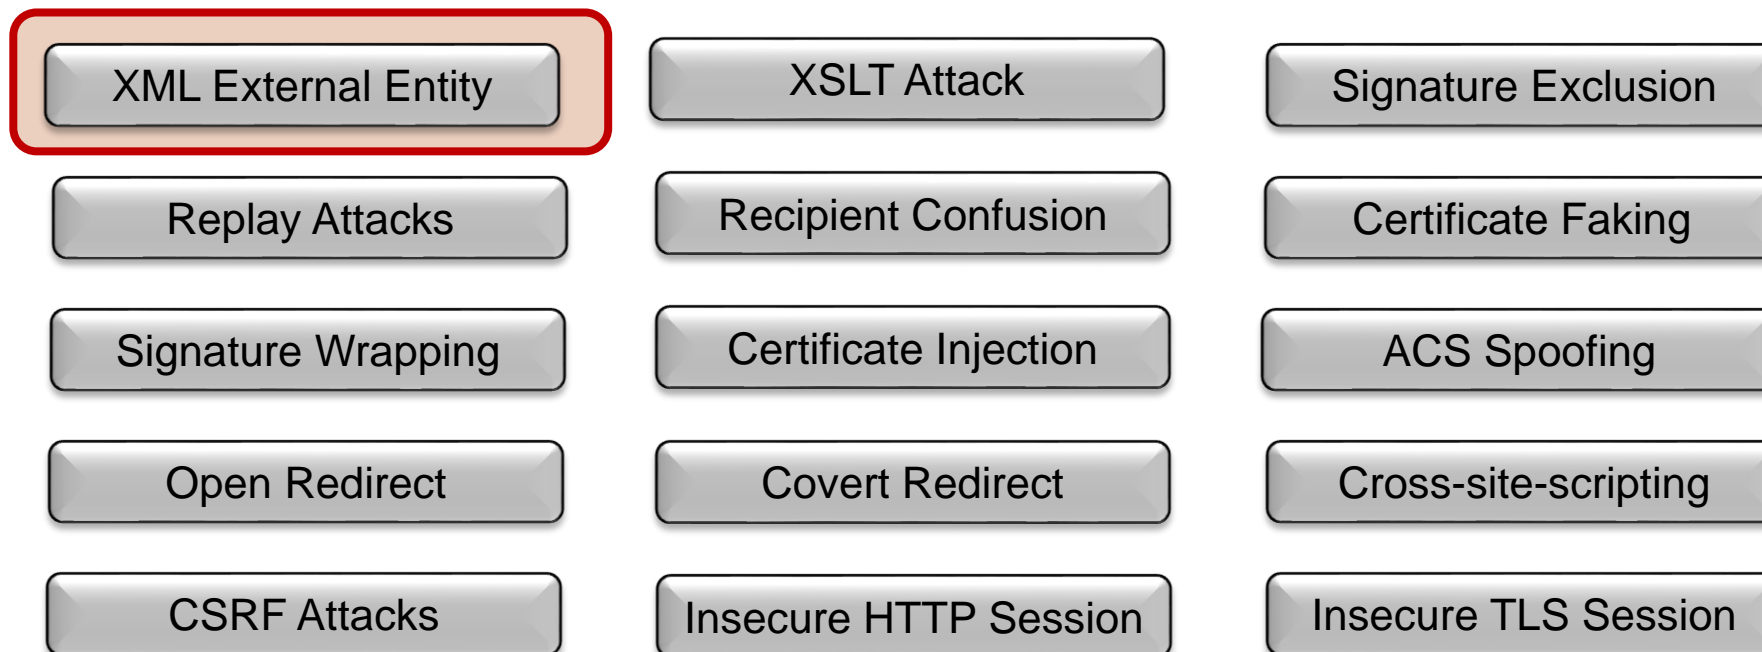 XML External Entity
XSLT Attack
Signature Exclusion
Replay Attacks
Recipient Confusion
Certificate Faking
Signature Wrapping
Certificate Injection
ACS Spoofing
Open Redirect
Covert Redirect
Cross-site-scripting
CSRF Attacks
Insecure HTTP Session
Insecure TLS Session